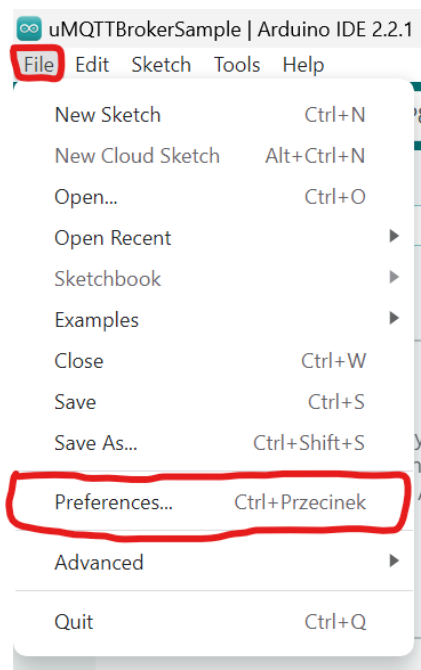 uMQTTBrokerSample | Arduino IDE 2.2.1
File Edit Sketch Tools Help
New Sketch Ctrl+N
New Cloud Sketch Alt+Ctrl+N
Open... Ctrl+O
Open Recent
Sketchbook
Examples
Close Ctrl+W
Save Ctrl+S
Save As... Ctrl+Shift+S
Preferences... Ctrl+Przecinek
Advanced
Quit Ctrl+Q